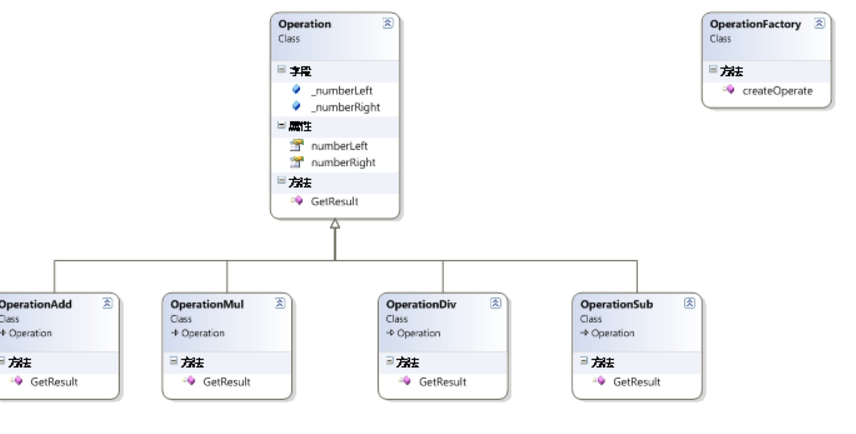 Operation
Class
字段
_numberLeft
_numberRight
属性
numberLeft
numberRight
方法
GetResult
OperationFactory
Class
方法
createOperate
OperationAdd
Class
Operation
方法
GetResult
OperationMul
Class
Operation
方法
GetResult
OperationDiv
Class
Operation
方法
GetResult
OperationSub
Class
Operation
方法
GetResult